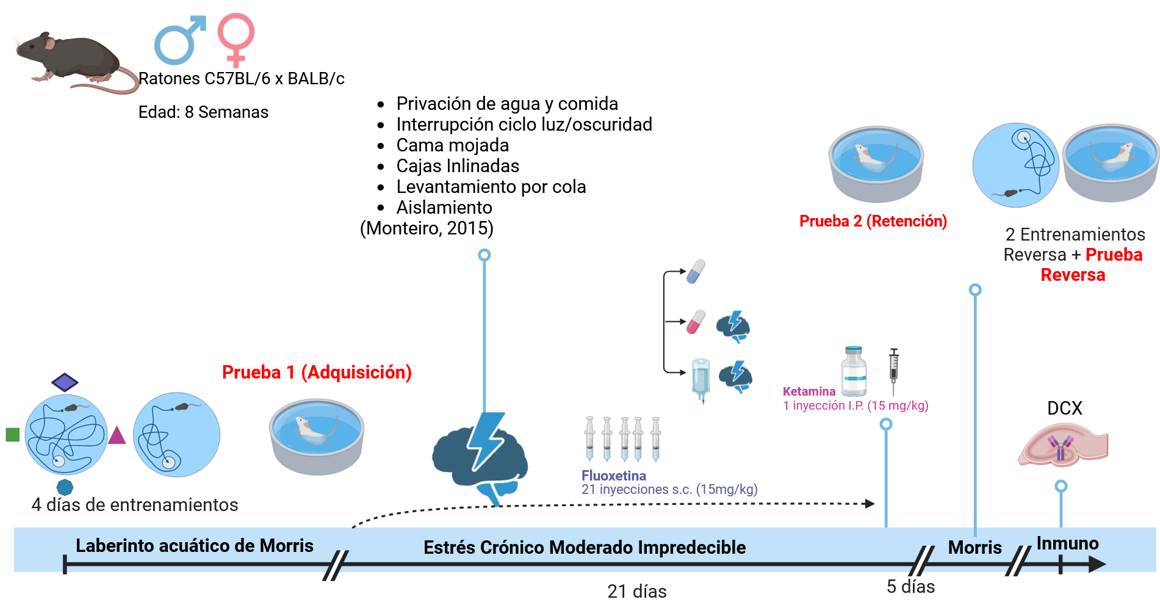 Ratones C57BL/6 x BALB/c
Edad: 8 Semanas
• Privación de agua y comida
• Interrupción ciclo luz/oscuridad
• Cama mojada
• Cajas Inlinadas
• Levantamiento por cola
• Aislamiento
(Monteiro, 2015)
Prueba 2 (Retención)
2 Entrenamientos
Reversa + Prueba
Reversa
Prueba 1 (Adquisición)
Ketamina
1 inyección I.P. (15 mg/kg)
DCX
Fluoxetina
21 inyecciones s.c. (15mg/kg)
4 días de entrenamientos
Laberinto acuático de Morris
Estrés Crónico Moderado Impredecible
Morris
Inmuno
21 días
5 días